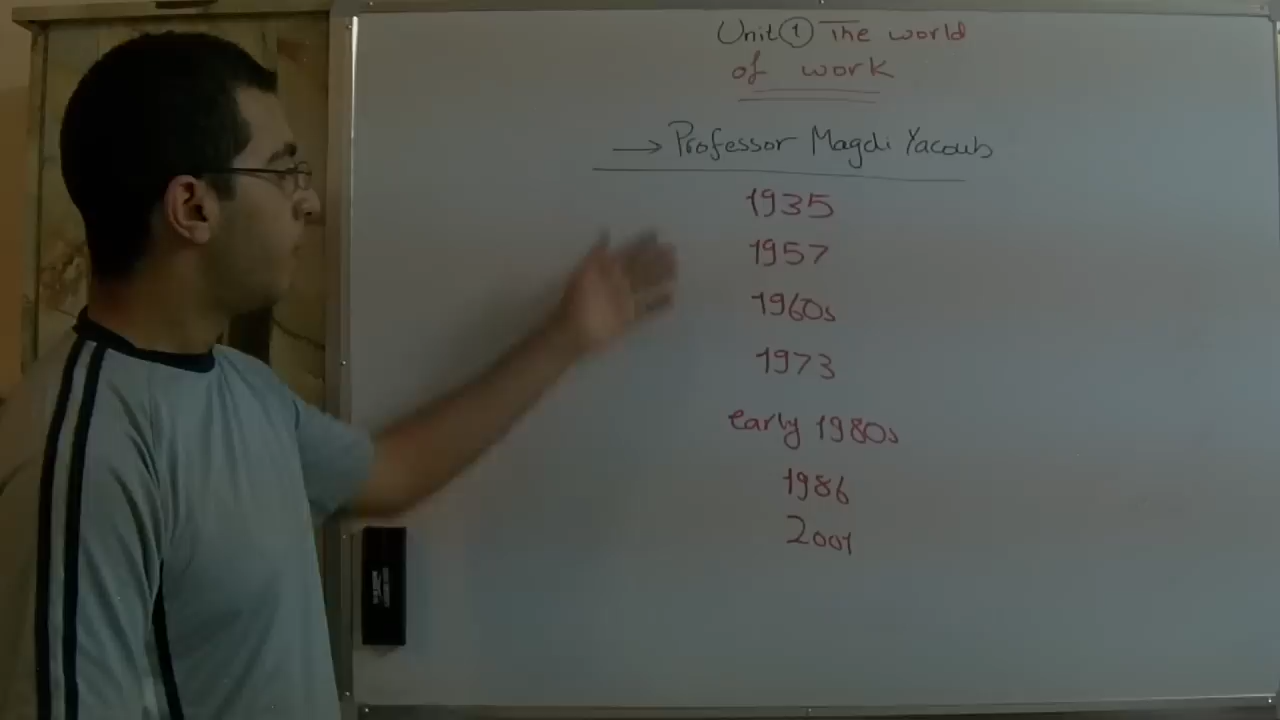 Unit ① The world
of work
→ Professor Magdi Yacoub
1935
1957
1960s
1973
early 1980s
1986
2001